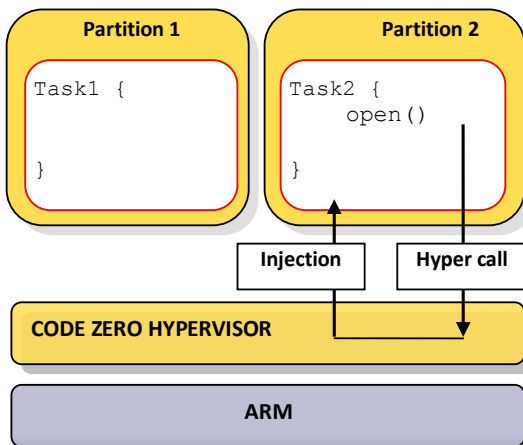 Partition 1
Task1 {
}
Partition 2
Task2 {
open()
}
Injection
Hyper call
CODE ZERO HYPERVISOR
ARM